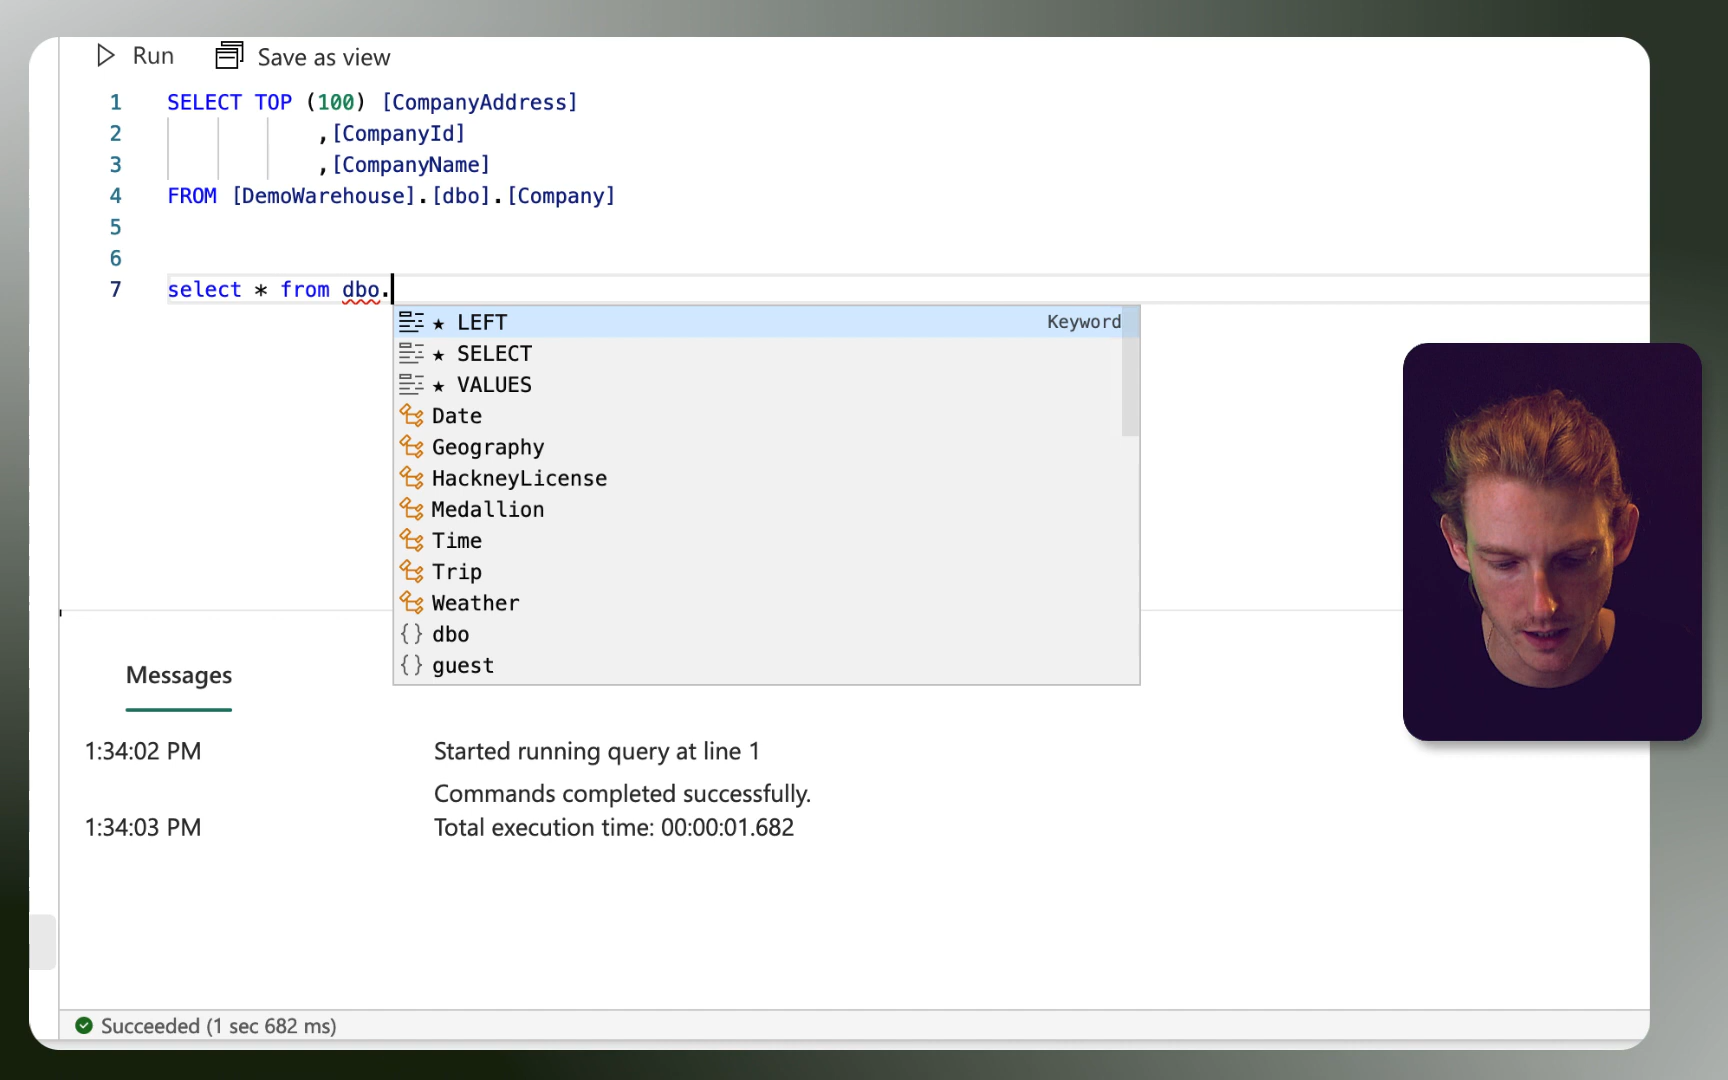 Run Save as view
1 SELECT TOP (100) [CompanyAddress]
2 ,[CompanyId]
3 ,[CompanyName]
4 FROM [DemoWarehouse].[dbo].[Company]
5
6
7 select * from dbo.
★ LEFT Keyword
★ SELECT
★ VALUES
Date
Geography
HackneyLicense
Medallion
Time
Trip
Weather
{} dbo
{} guest
Messages
1:34:02 PM Started running query at line 1
Commands completed successfully.
1:34:03 PM Total execution time: 00:00:01.682
Succeeded (1 sec 682 ms)